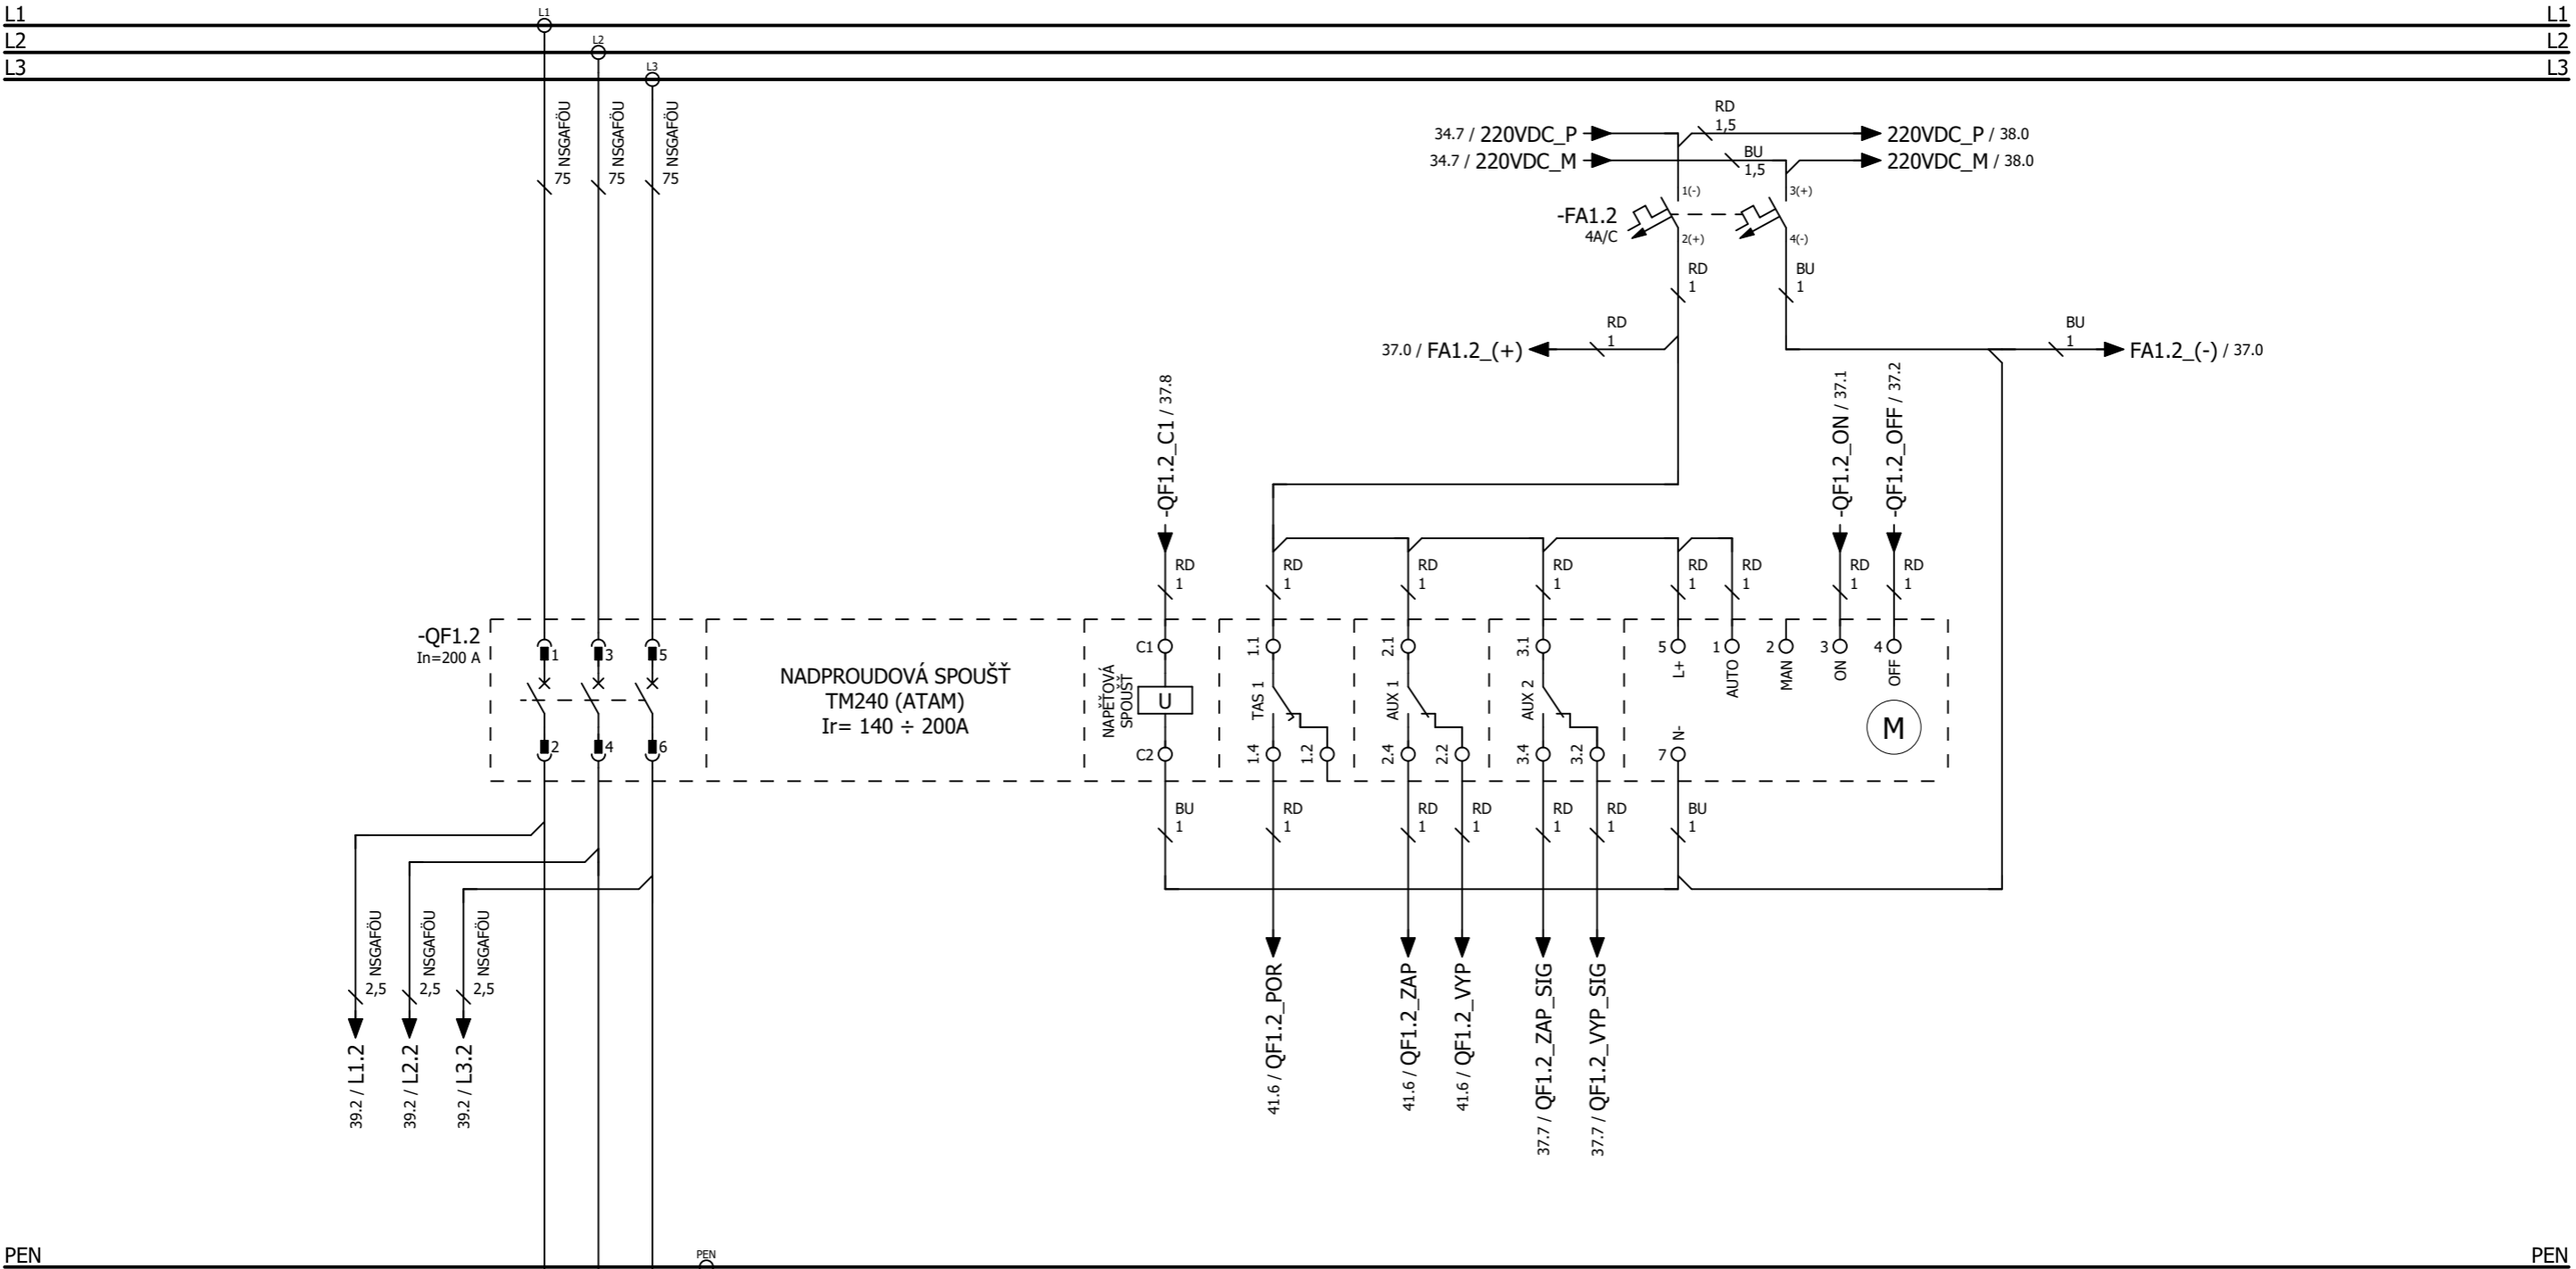 L1
L1
L1
L2
L2
L2
L3
L3
L3
NSGAFÖU
75
NSGAFÖU
75
NSGAFÖU
75
34.7 / 220VDC_P
RD
1,5
220VDC_P / 38.0
34.7 / 220VDC_M
BU
1,5
220VDC_M / 38.0
-FA1.2
4A/C
1(-)
2(+)
3(+)
4(-)
RD
1
BU
1
37.0 / FA1.2_(+)
RD
1
BU
1
FA1.2_(-) / 37.0
-QF1.2_C1 / 37.8
-QF1.2_ON / 37.1
-QF1.2_OFF / 37.2
RD
1
RD
1
RD
1
RD
1
RD
1
RD
1
RD
1
RD
1
-QF1.2
In=200 A
1
3
5
2
4
6
NADPROUDOVÁ SPOUŠŤ
TM240 (ATAM)
Ir= 140 ÷ 200A
NAPĚŤOVÁ
SPOUŠŤ
C1
U
C2
1.1
TAS 1
1.4
1.2
2.1
AUX 1
2.4
2.2
3.1
AUX 2
3.4
3.2
5
L+
1
AUTO
2
MAN
3
ON
4
OFF
N-
7
M
BU
1
RD
1
RD
1
RD
1
RD
1
RD
1
BU
1
NSGAFÖU
2,5
NSGAFÖU
2,5
NSGAFÖU
2,5
39.2 / L1.2
39.2 / L2.2
39.2 / L3.2
41.6 / QF1.2_POR
41.6 / QF1.2_ZAP
41.6 / QF1.2_VYP
37.7 / QF1.2_ZAP_SIG
37.7 / QF1.2_VYP_SIG
PEN
PEN
PEN